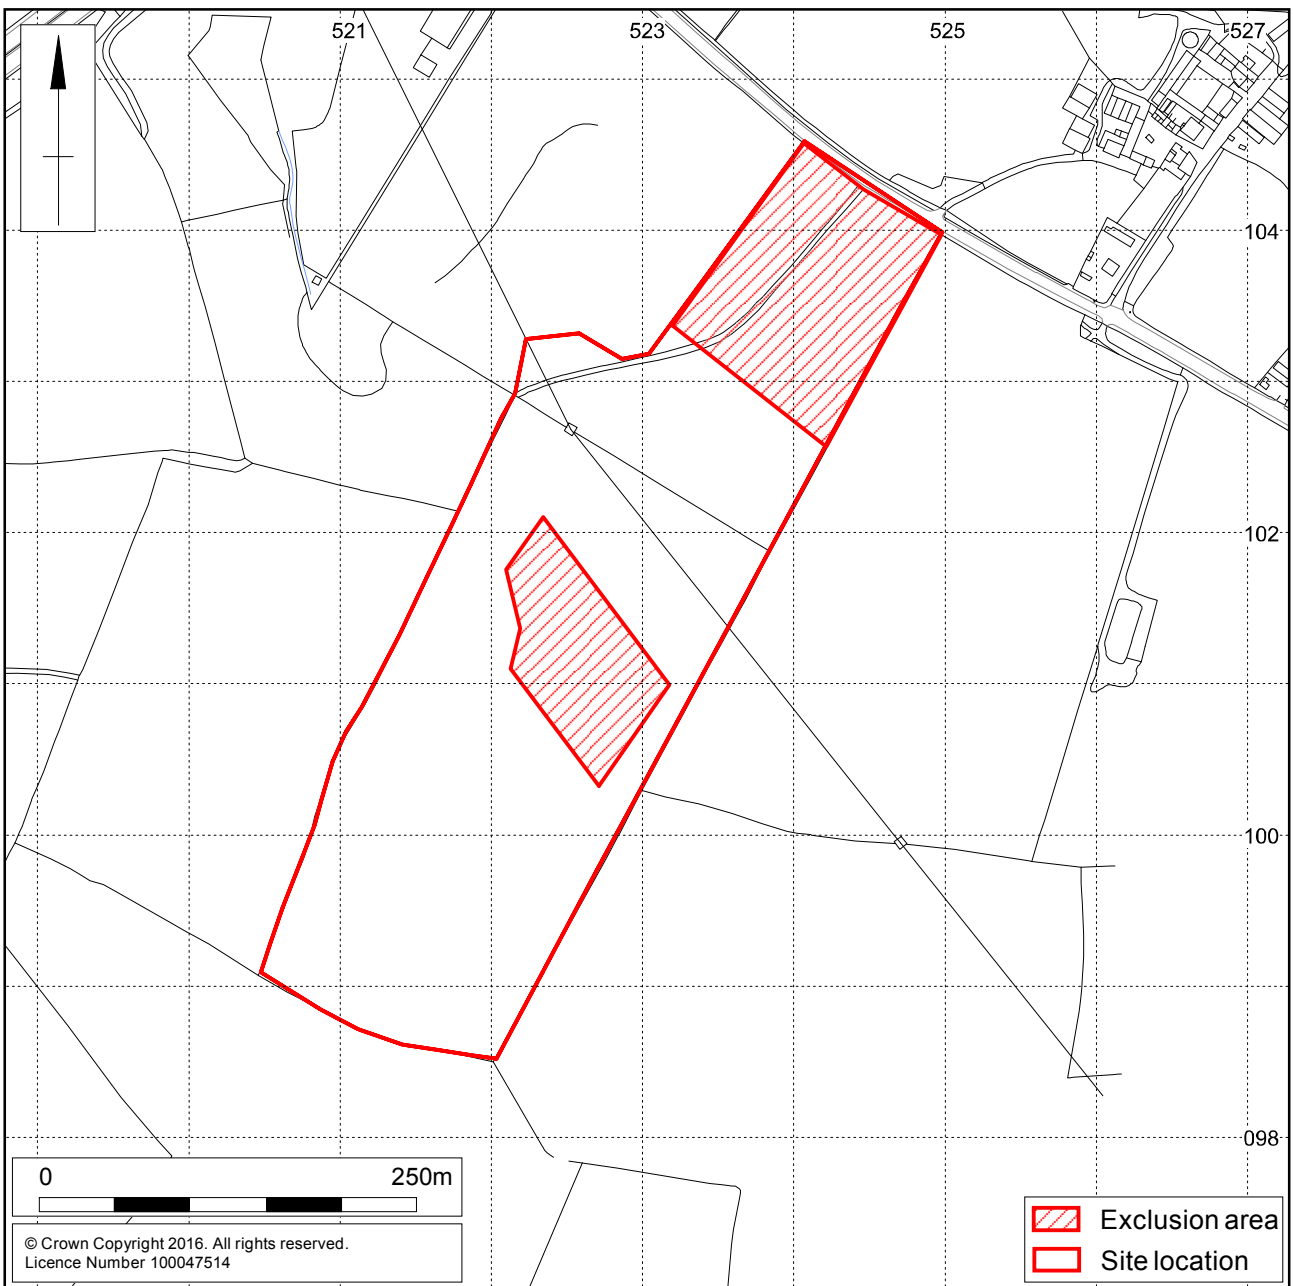 521 523 525 527
104
102
100
098
0 250m
© Crown Copyright 2016. All rights reserved.
Licence Number 100047514
Exclusion area
Site location